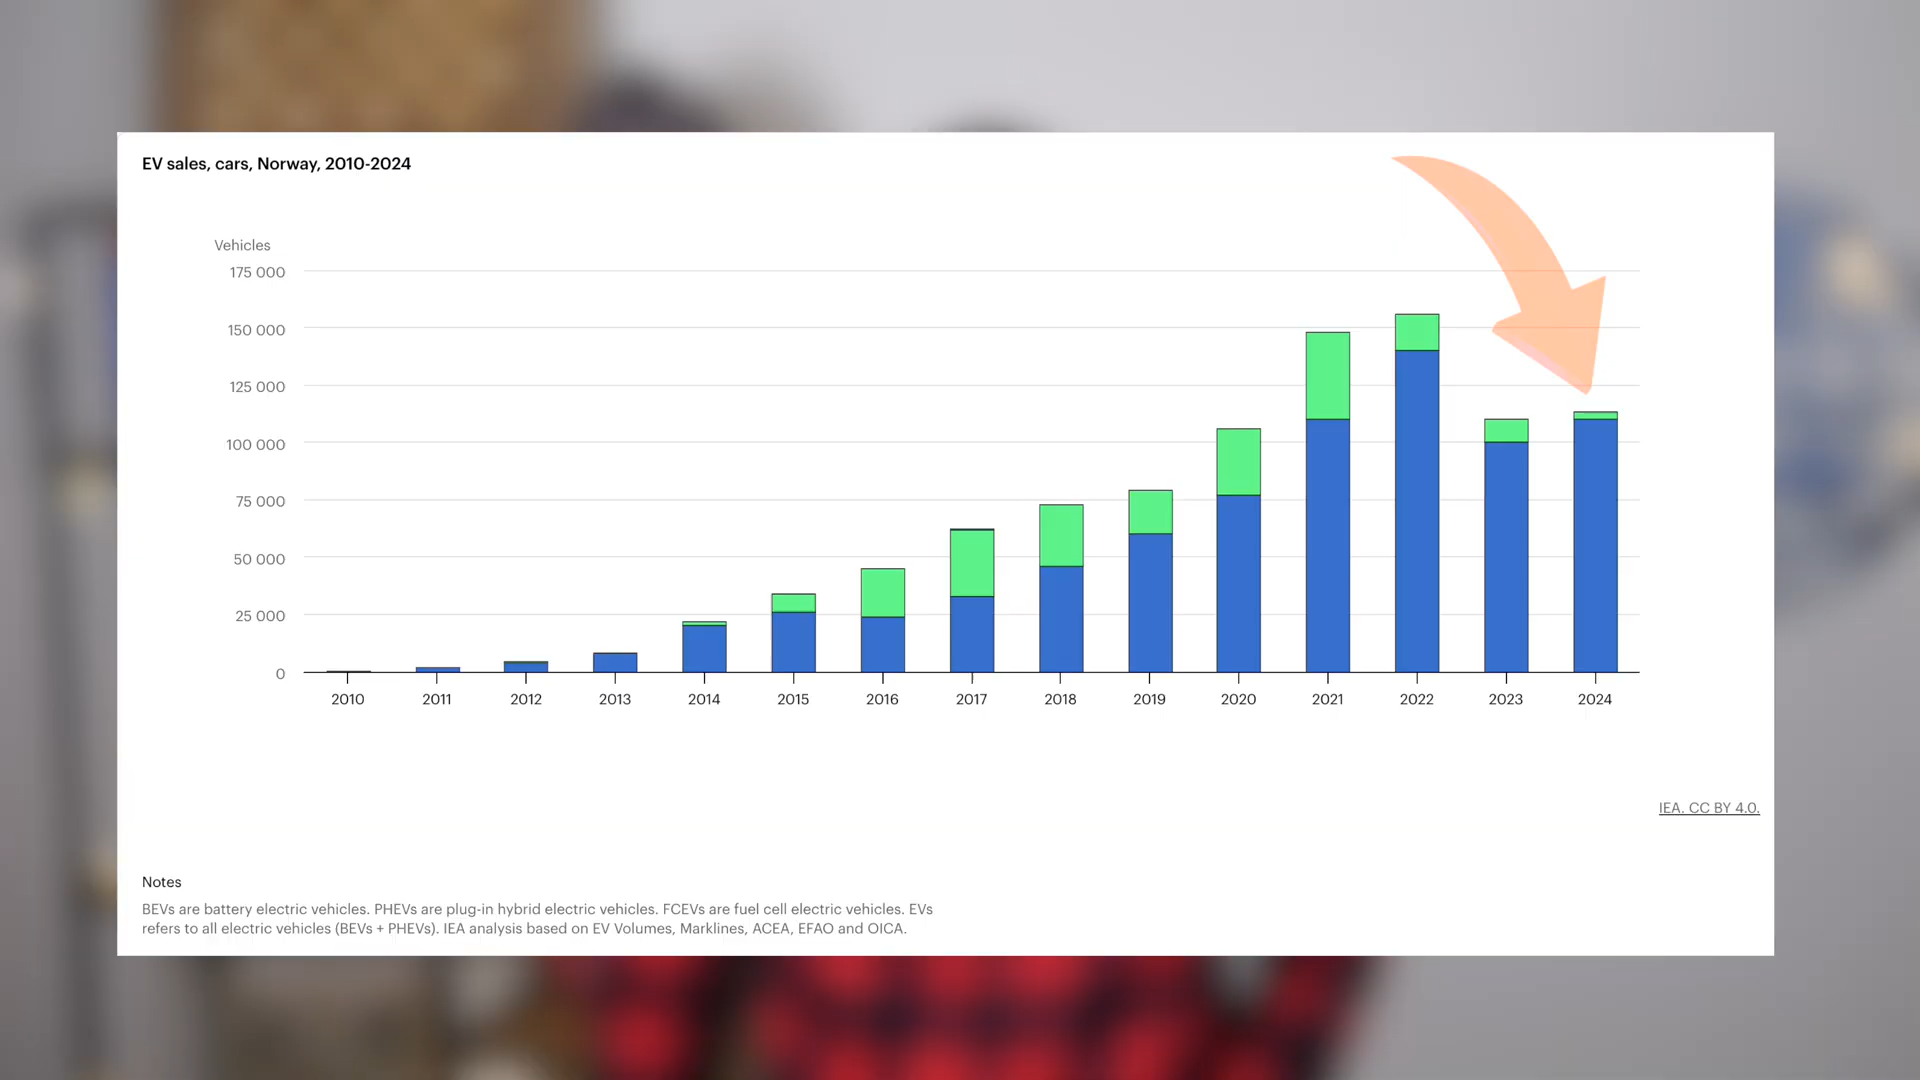 EV sales, cars, Norway, 2010-2024
Vehicles
175 000
150 000
125 000
100 000
75 000
50 000
25 000
0
2010 2011 2012 2013 2014 2015 2016 2017 2018 2019 2020 2021 2022 2023 2024
IEA. CC BY 4.0.
Notes
BEVs are battery electric vehicles. PHEVs are plug-in hybrid electric vehicles. FCEVs are fuel cell electric vehicles. EVs
refers to all electric vehicles (BEVs + PHEVs). IEA analysis based on EV Volumes, Marklines, ACEA, EFAO and OICA.